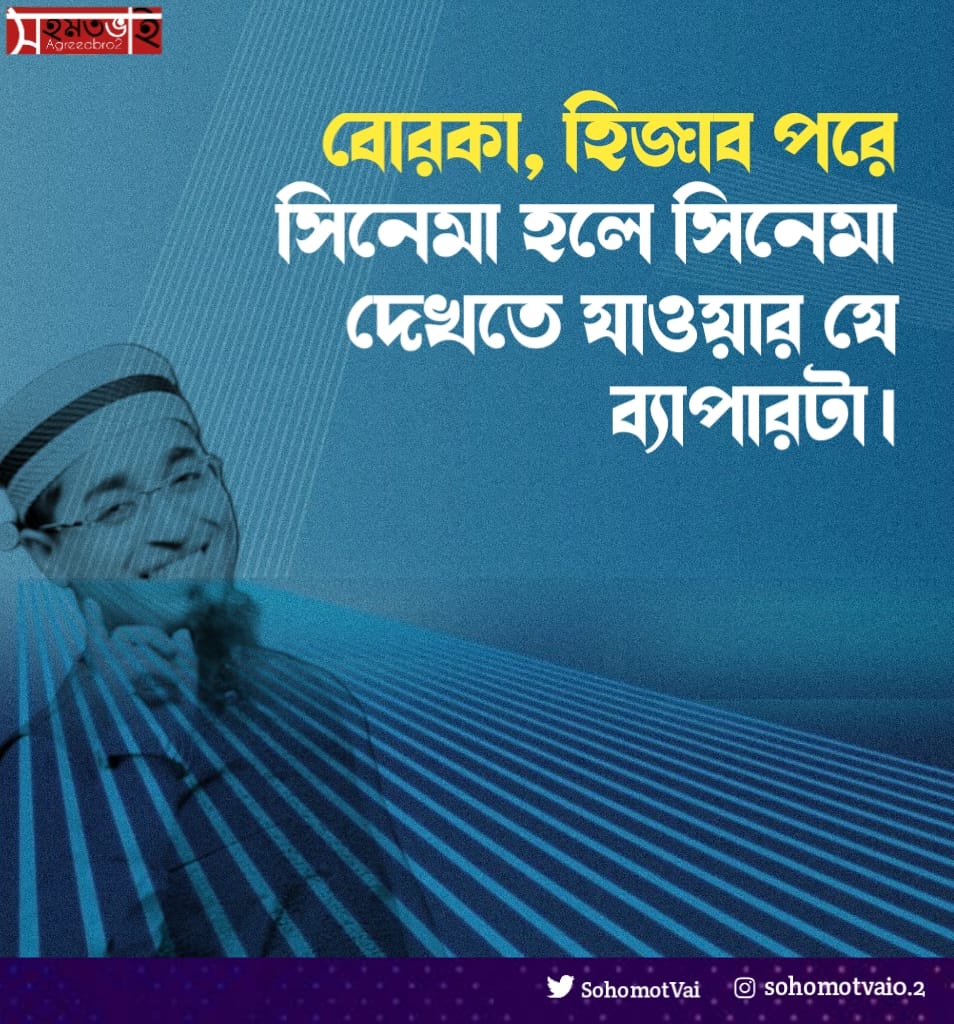 সহমতভাই
Agreeabro2
বোরকা, হিজাব পরে
সিনেমা হলে সিনেমা
দেখতে যাওয়ার যে
ব্যাপারটা।
SohomotVai
sohomotvaio.2